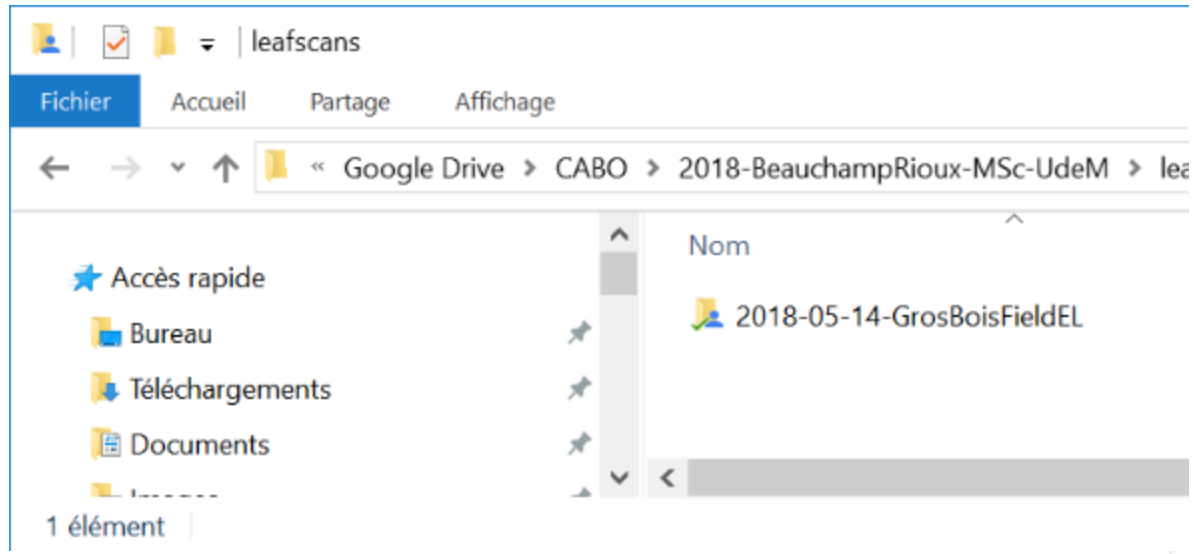 leafscans
Fichier Accueil Partage Affichage
« Google Drive > CABO > 2018-BeauchampRioux-MSc-UdeM > lea
Accès rapide
Bureau
Téléchargements
Documents
Nom
2018-05-14-GrosBoisFieldEL
1 élément